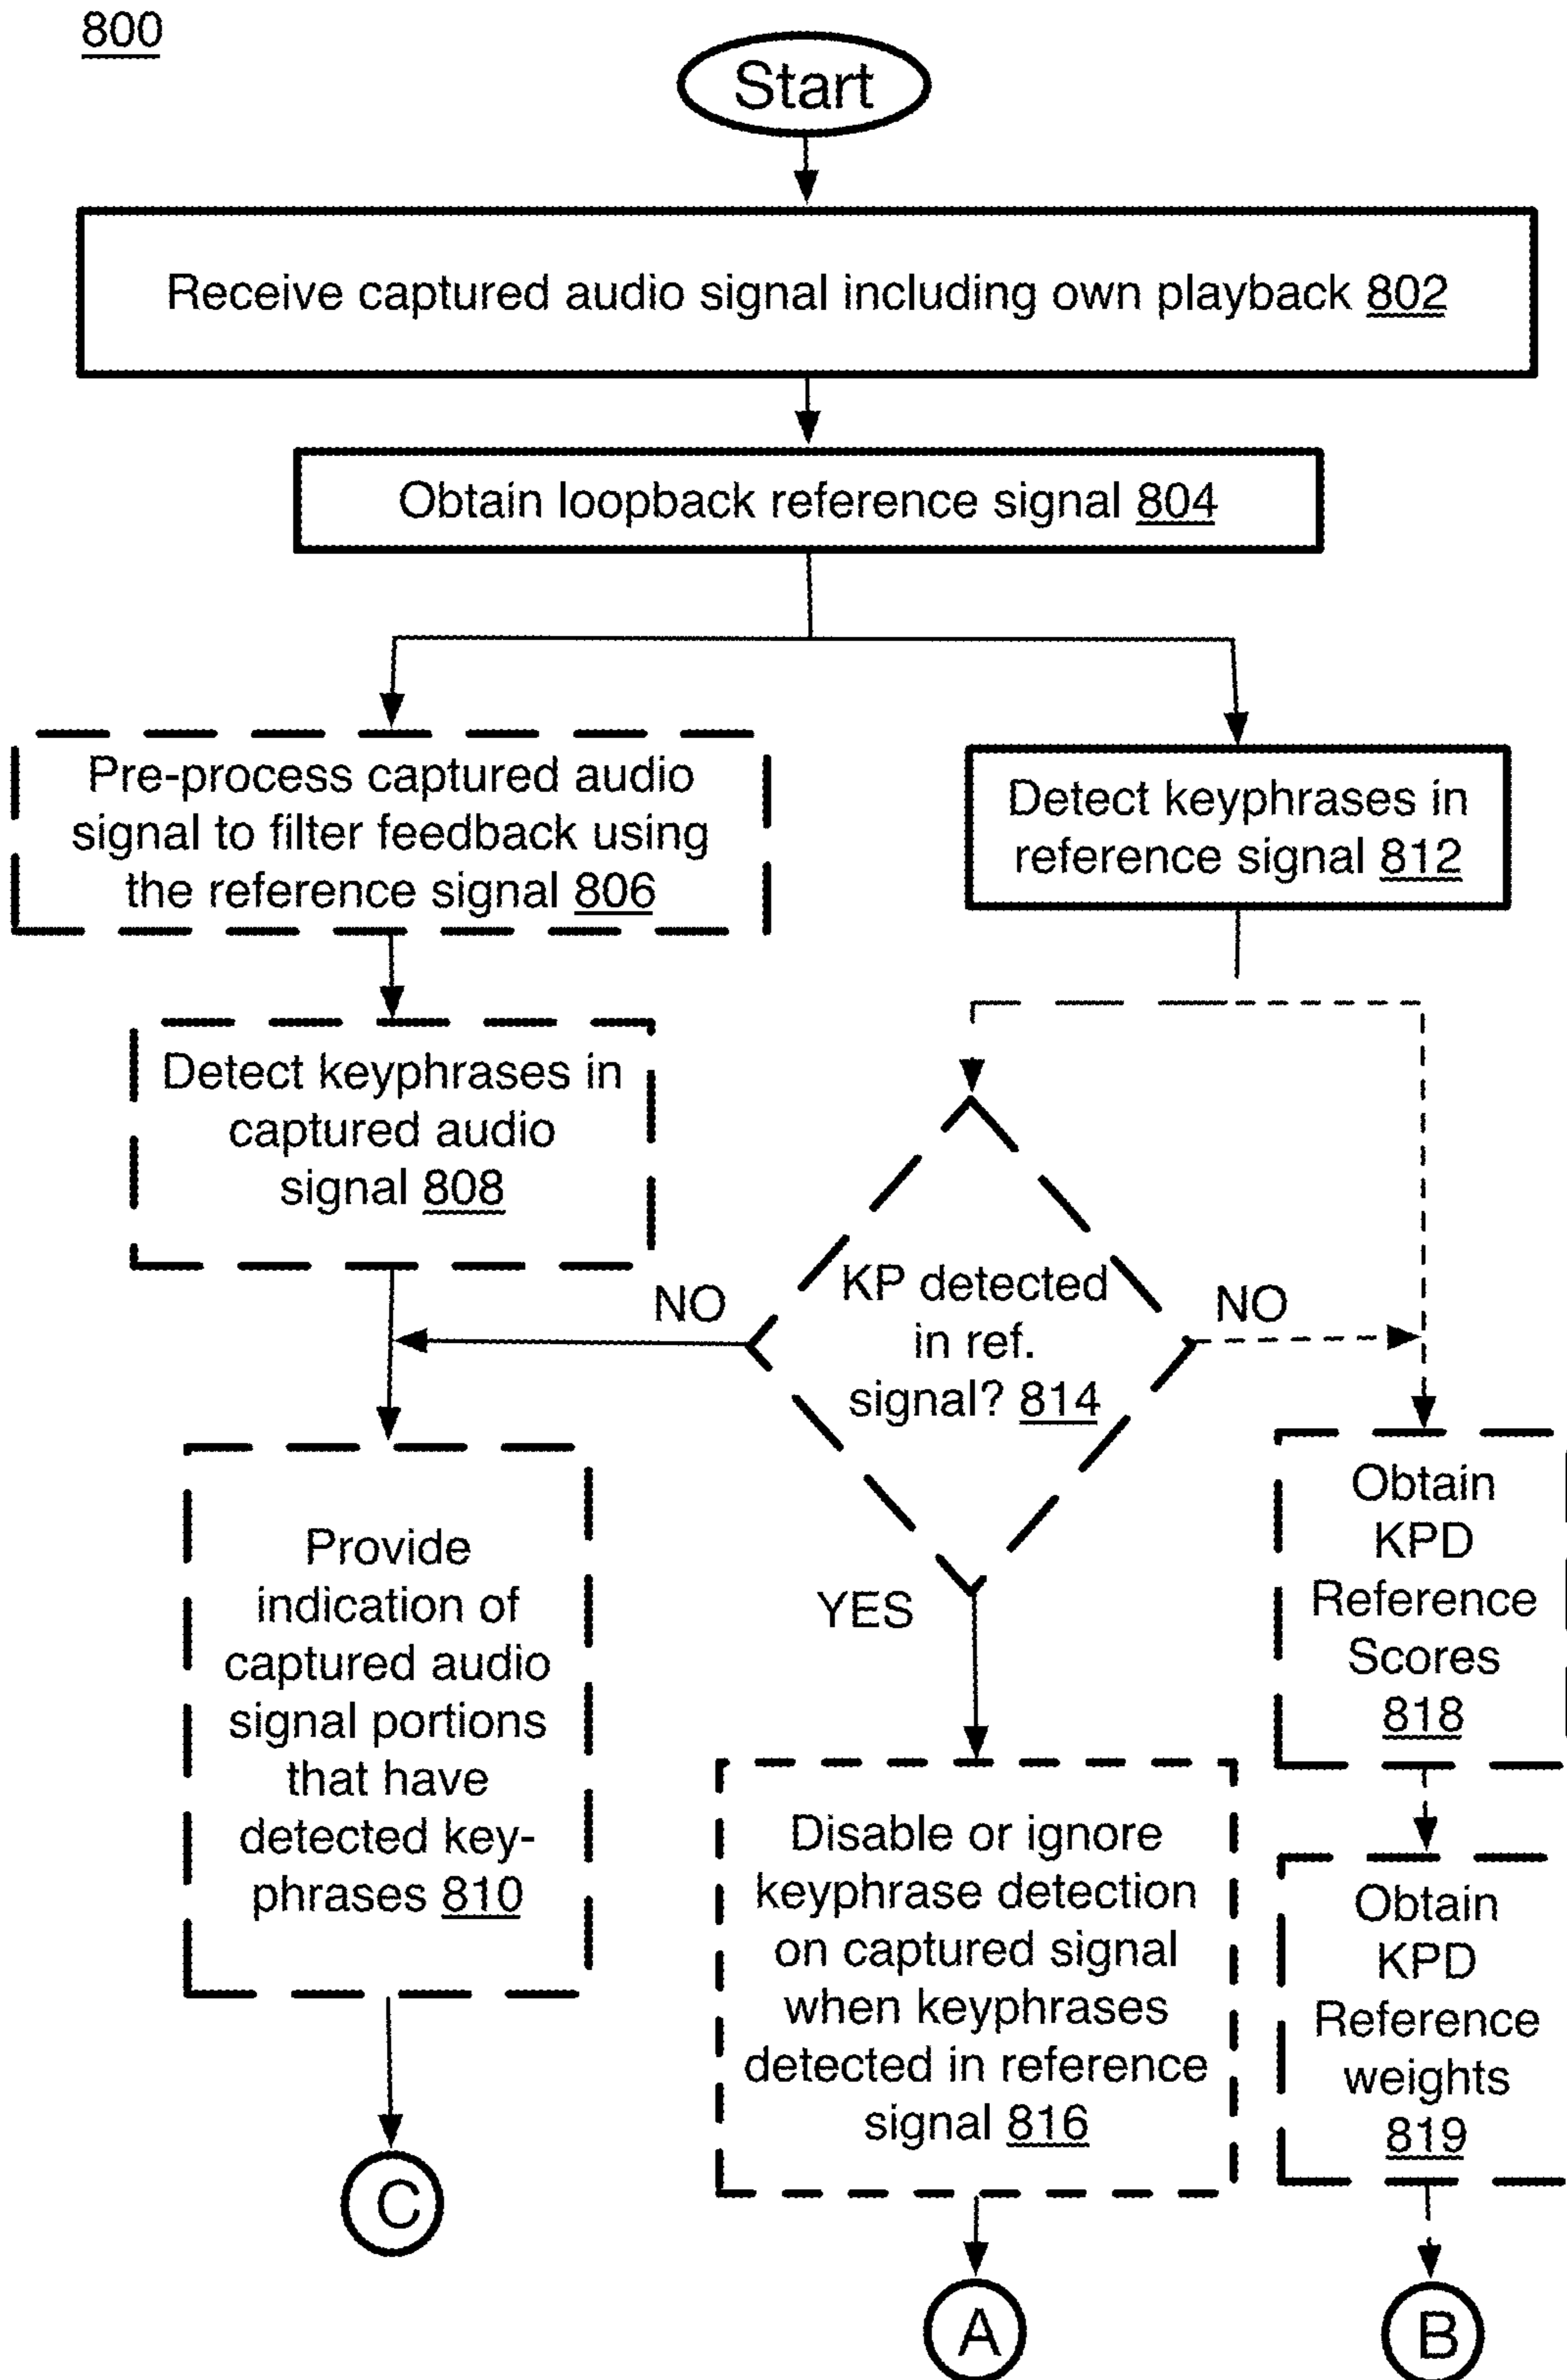 800
Start
Receive captured audio signal including own playback 802
Obtain loopback reference signal 804
Pre-process captured audio
signal to filter feedback using
the reference signal 806
Detect keyphrases in
reference signal 812
Detect keyphrases in
captured audio
signal 808
NO
KP detected
in ref.
signal? 814
NO
YES
Provide
indication of
captured audio
signal portions
that have
detected key-
phrases 810
Obtain
KPD
Reference
Scores
818
Disable or ignore
keyphrase detection
on captured signal
when keyphrases
detected in reference
signal 816
Obtain
KPD
Reference
weights
819
C
A
B